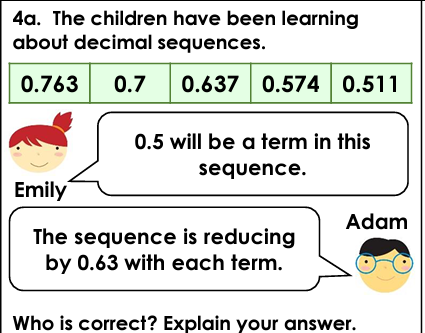 4a. The children have been learning
about decimal sequences.
0.763 0.7 0.637 0.574 0.511
0.5 will be a term in this
sequence.
Emily
Adam
The sequence is reducing
by 0.63 with each term.
Who is correct? Explain your answer.